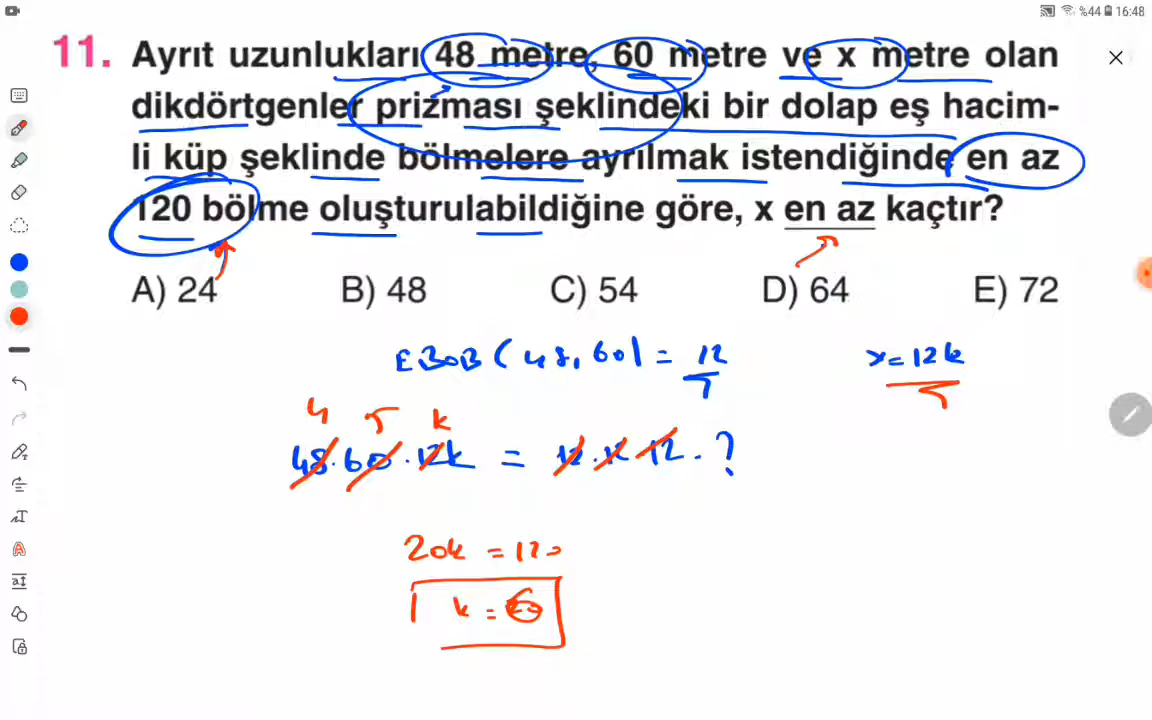 %44 16:48
11. Ayrıt uzunlukları 48 metre, 60 metre ve x metre olan
dikdörtgenler prizması şeklindeki bir dolap eş hacim-
li küp şeklinde bölmelere ayrılmak istendiğinde en az
120 bölme oluşturulabildiğine göre, x en az kaçtır?
A) 24 B) 48 C) 54 D) 64 E) 72
EBOB (48, 60) = 12 x = 12k
4 5 k
48 . 60 . 12k = 12 . 12 . 12 . ?
20k = 120
k = 6